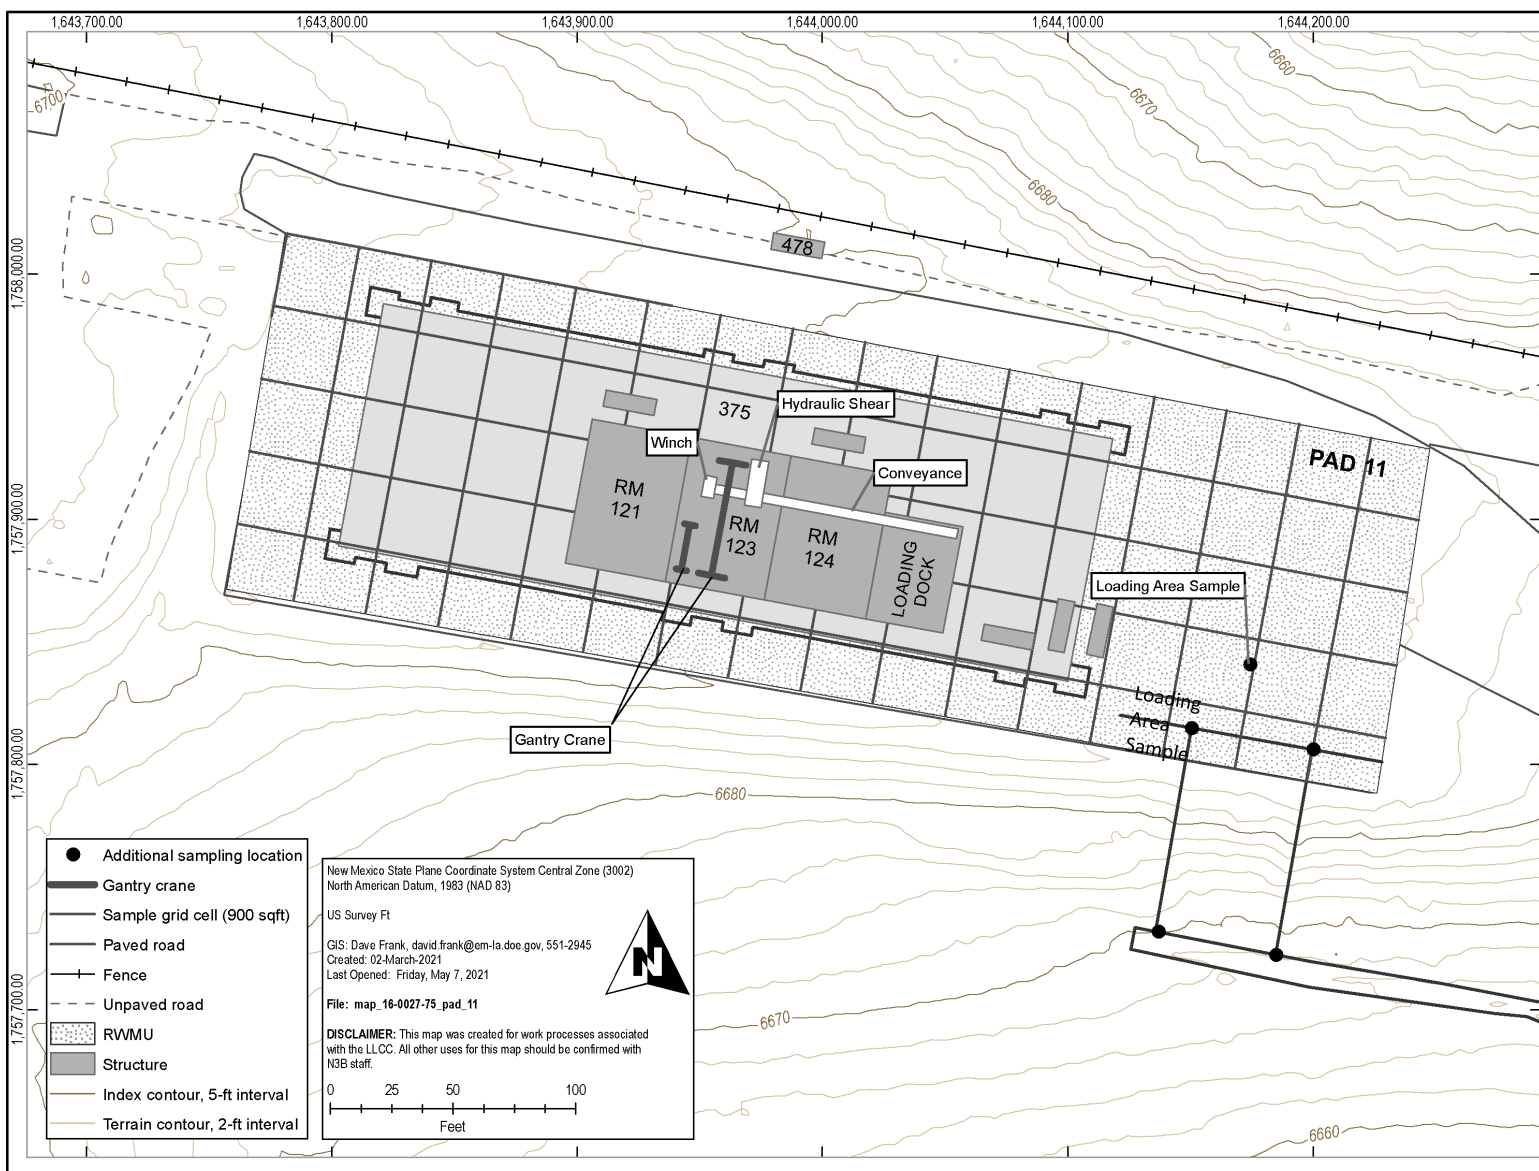 1,643,700.00
1,643,800.00
1,643,900.00
1,644,000.00
1,644,100.00
1,644,200.00
6660
6700
6670
6680
478
1,758,000.00
375
Hydraulic Shear
Winch
Conveyance
PAD 11
RM
121
RM
123
RM
124
LOADING
DOCK
1,757,900.00
Loading Area Sample
Loading
Area
Sample
Gantry Crane
1,757,800.00
6680
Additional sampling location
Gantry crane
Sample grid cell (900 sqft)
Paved road
Fence
Unpaved road
RWMU
Structure
Index contour, 5-ft interval
Terrain contour, 2-ft interval
New Mexico State Plane Coordinate System Central Zone (3002)
North American Datum, 1983 (NAD 83)
US Survey Ft
GIS: Dave Frank, david.frank@em-la.doe.gov, 551-2945
Created: 02-March-2021
Last Opened: Friday, May 7, 2021
File: map_16-0027-75_pad_11
DISCLAIMER: This map was created for work processes associated
with the LLCC. All other uses for this map should be confirmed with
N3B staff.
N
0 25 50 100
Feet
1,757,700.00
6670
6660